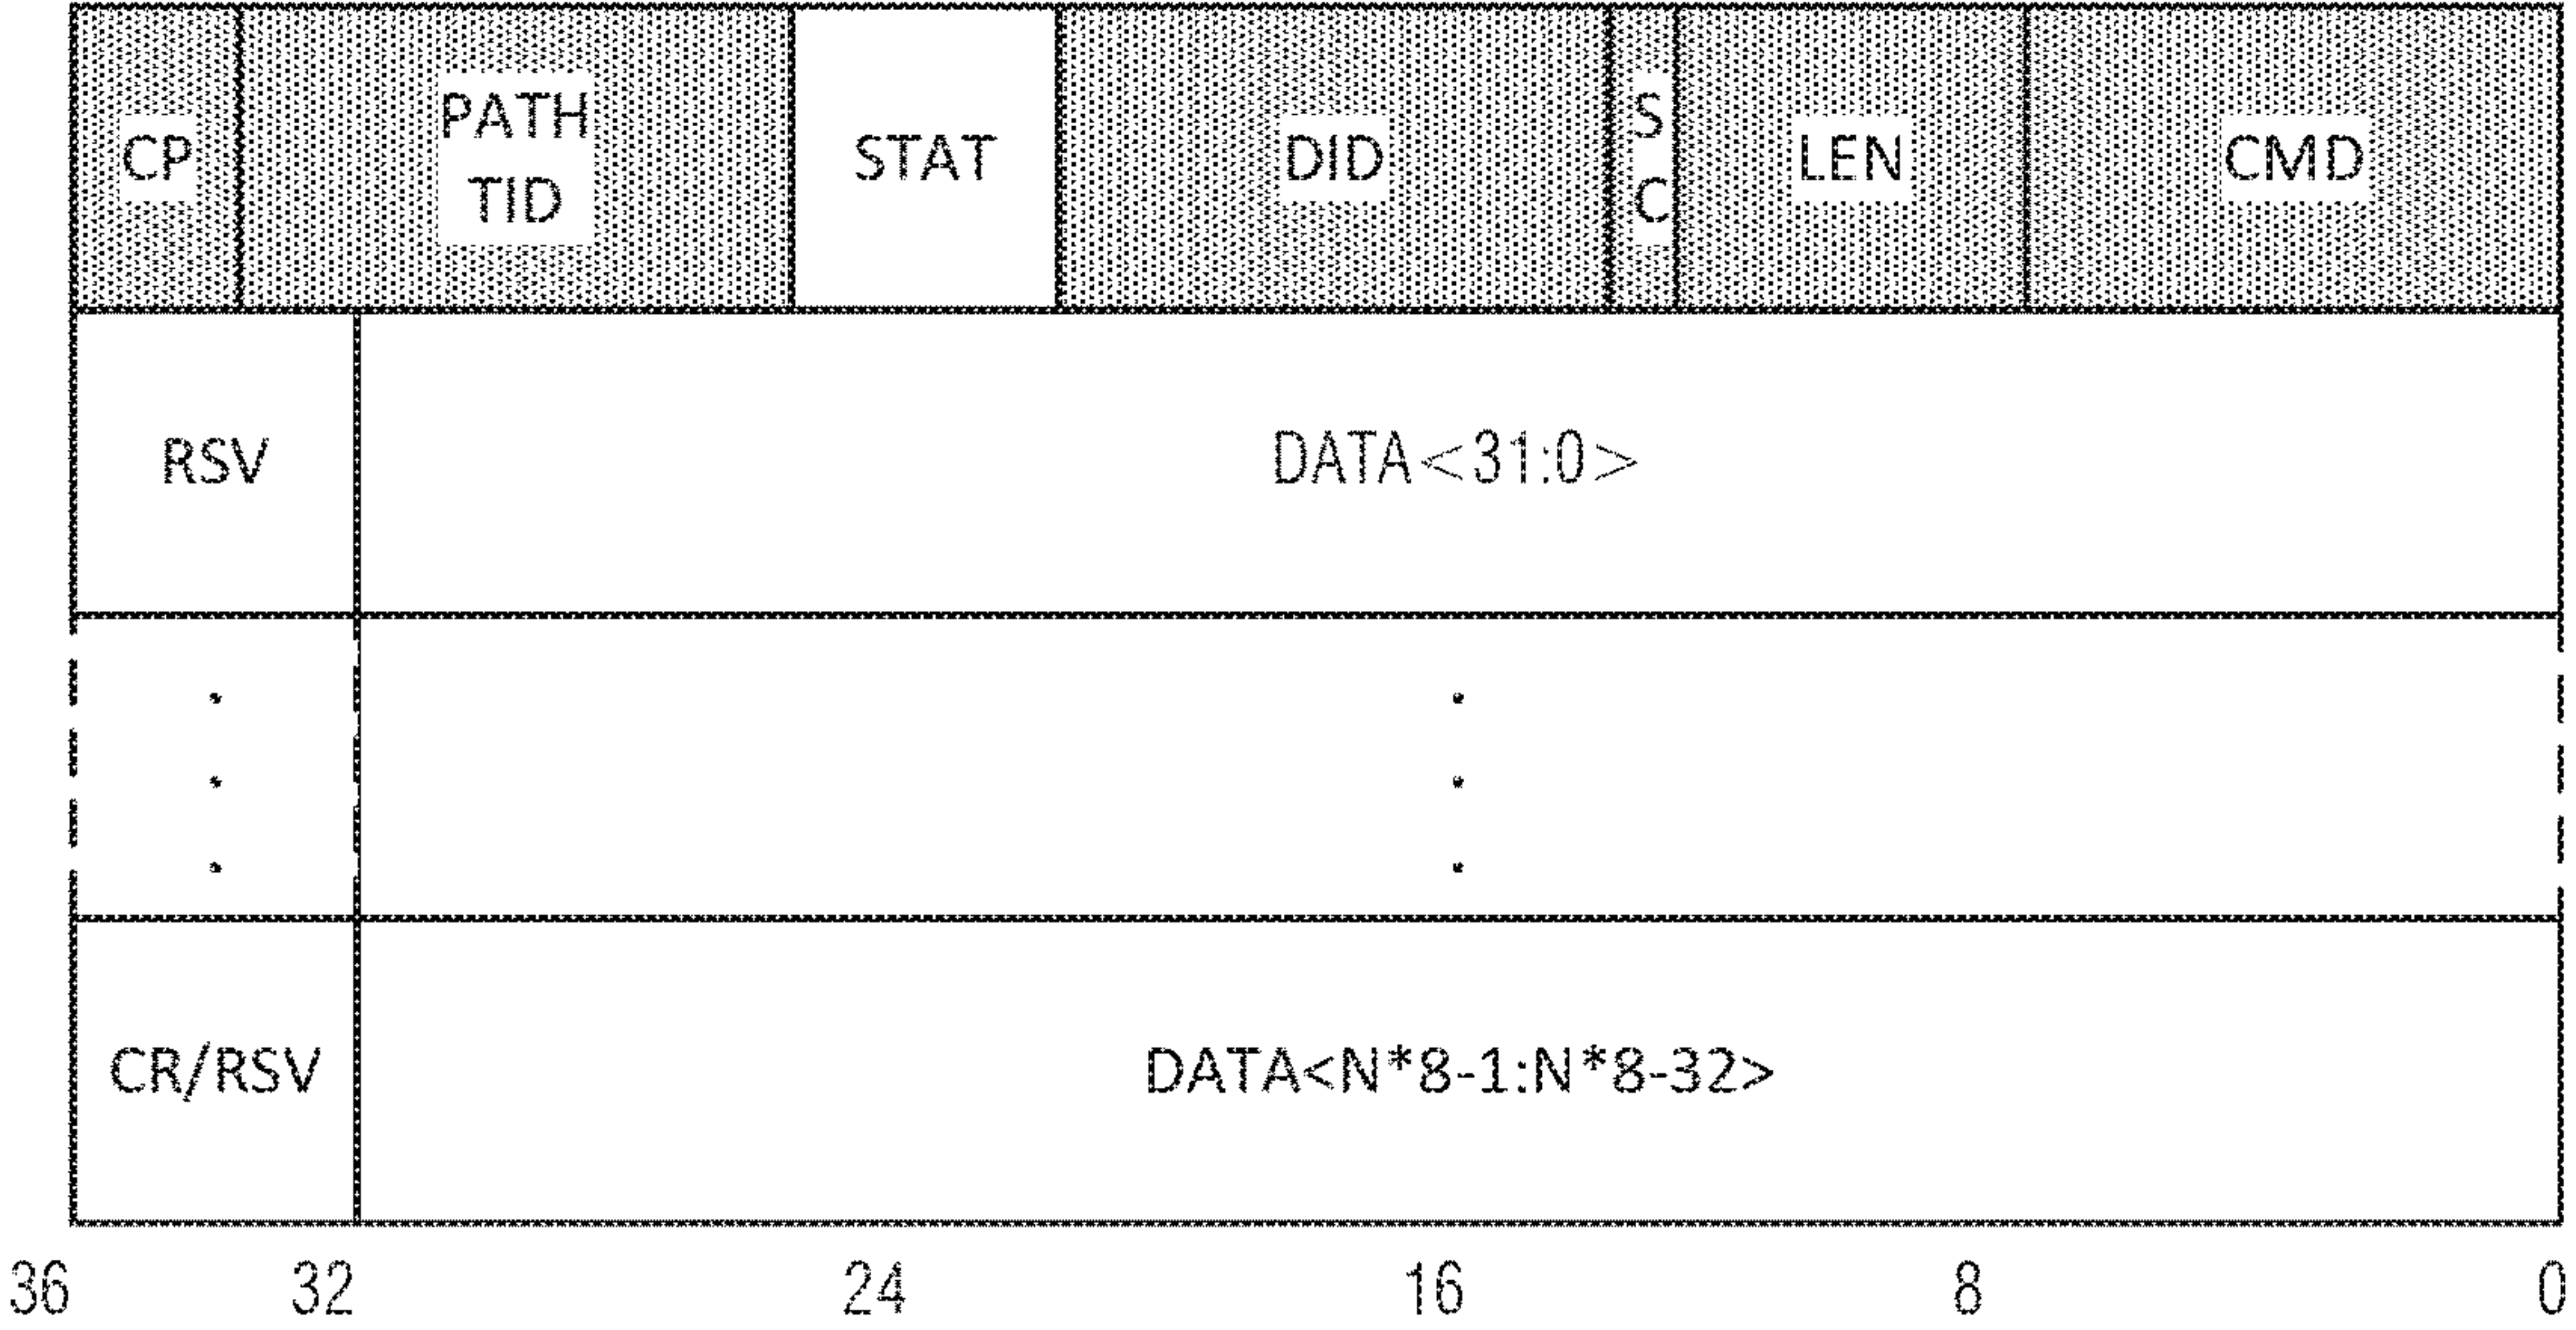 CP
PATH
TID
STAT
DID
S
C
LEN
CMD
RSV
DATA<31:0>
CR/RSV
DATA<N*8-1:N*8-32>
36 32 24 16 8 0